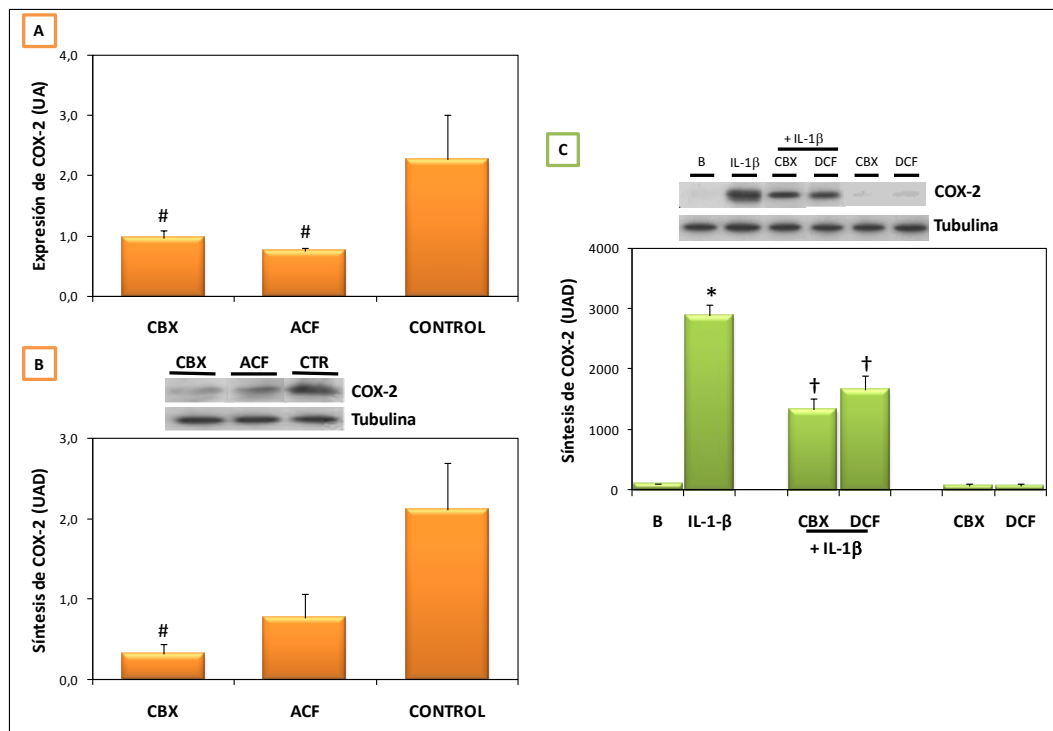 A
Expresión de COX-2 (UA)
4,0
3,0
2,0
1,0
0,0
#
#
CBX ACF CONTROL
B
CBX ACF CTR
COX-2
Tubulina
Síntesis de COX-2 (UAD)
3,0
2,0
1,0
0,0
#
CBX ACF CONTROL
C
+ IL-1β
B IL-1β CBX DCF CBX DCF
COX-2
Tubulina
Síntesis de COX-2 (UAD)
4000
3000
2000
1000
0
*
† †
B IL-1-β CBX DCF CBX DCF
+ IL-1β